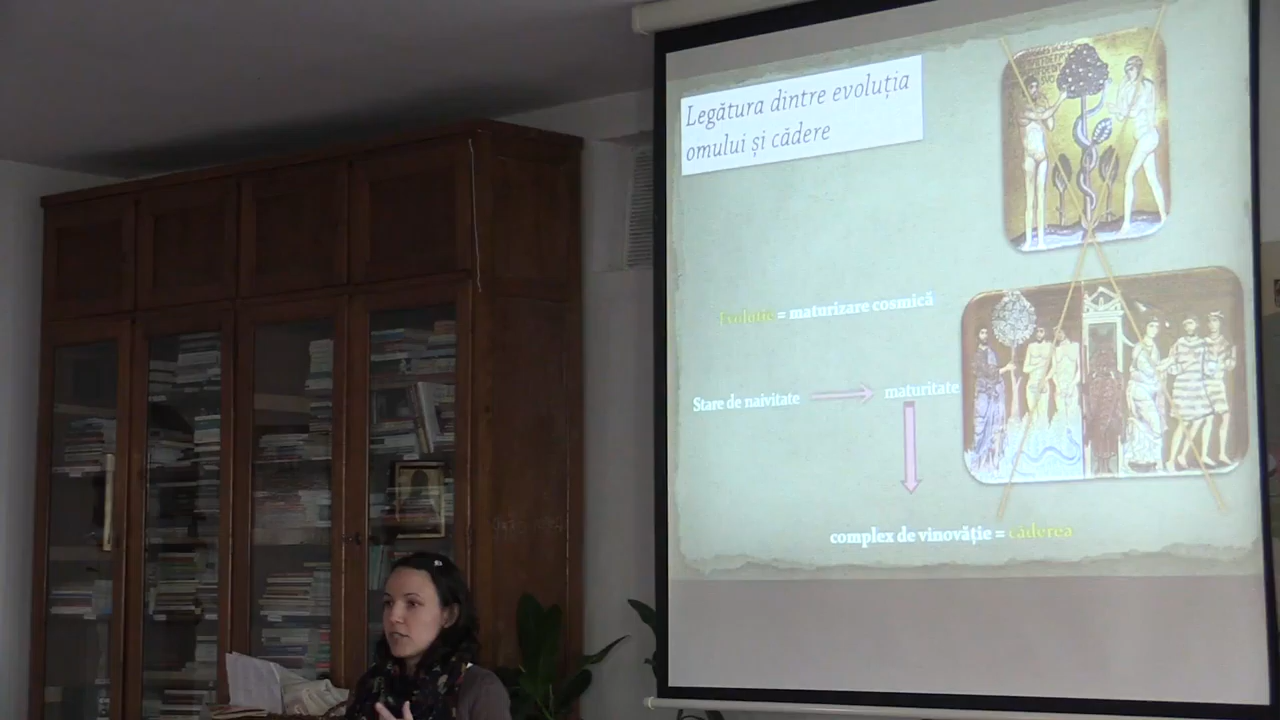 Legătura dintre evoluția
omului și cădere
Evoluție = maturizare cosmică
Stare de naivitate
maturitate
complex de vinovăție = căderea